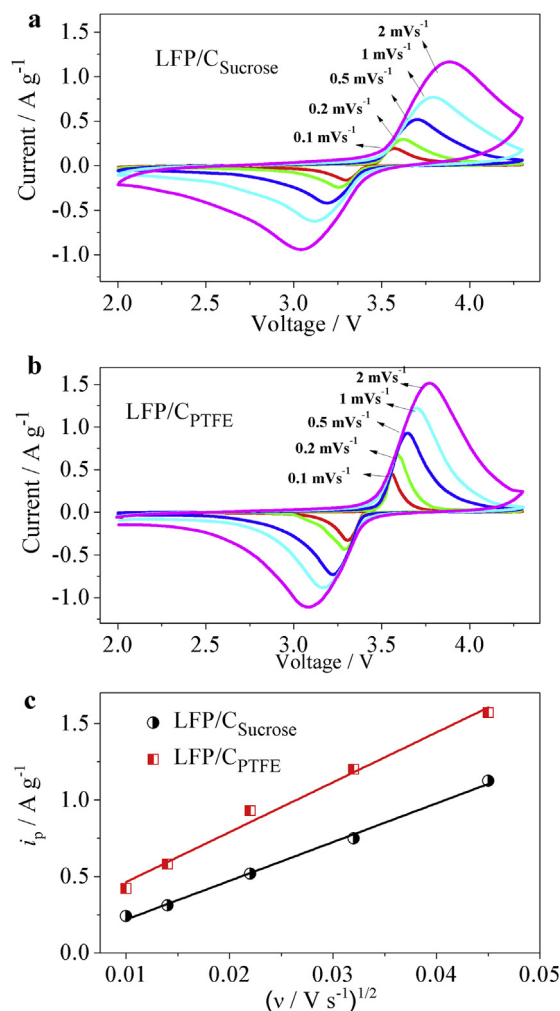 a
LFP/C_Sucrose
2 mVs⁻¹
1 mVs⁻¹
0.5 mVs⁻¹
0.2 mVs⁻¹
0.1 mVs⁻¹
Current / A g⁻¹
1.5
1.0
0.5
0.0
-0.5
-1.0
2.0 2.5 3.0 3.5 4.0
Voltage / V
b
LFP/C_PTFE
2 mVs⁻¹
1 mVs⁻¹
0.5 mVs⁻¹
0.2 mVs⁻¹
0.1 mVs⁻¹
Current / A g⁻¹
1.5
1.0
0.5
0.0
-0.5
-1.0
2.0 2.5 3.0 3.5 4.0
Voltage / V
c
LFP/C_Sucrose
LFP/C_PTFE
i_p / A g⁻¹
1.5
1.0
0.5
0.0
0.01 0.02 0.03 0.04 0.05
(ν / V s⁻¹)^1/2